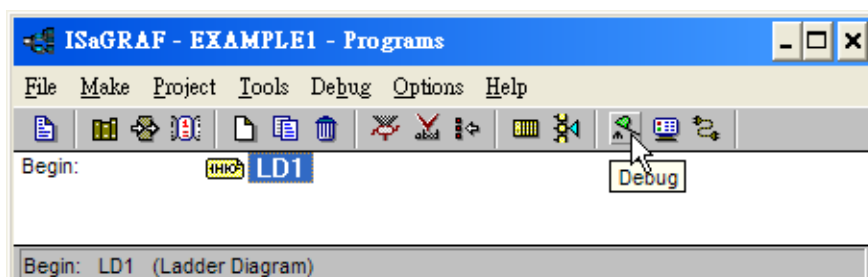 ISaGRAF - EXAMPLE1 - Programs
File Make Project Tools Debug Options Help
Begin: LD1
Debug
Begin: LD1 (Ladder Diagram)